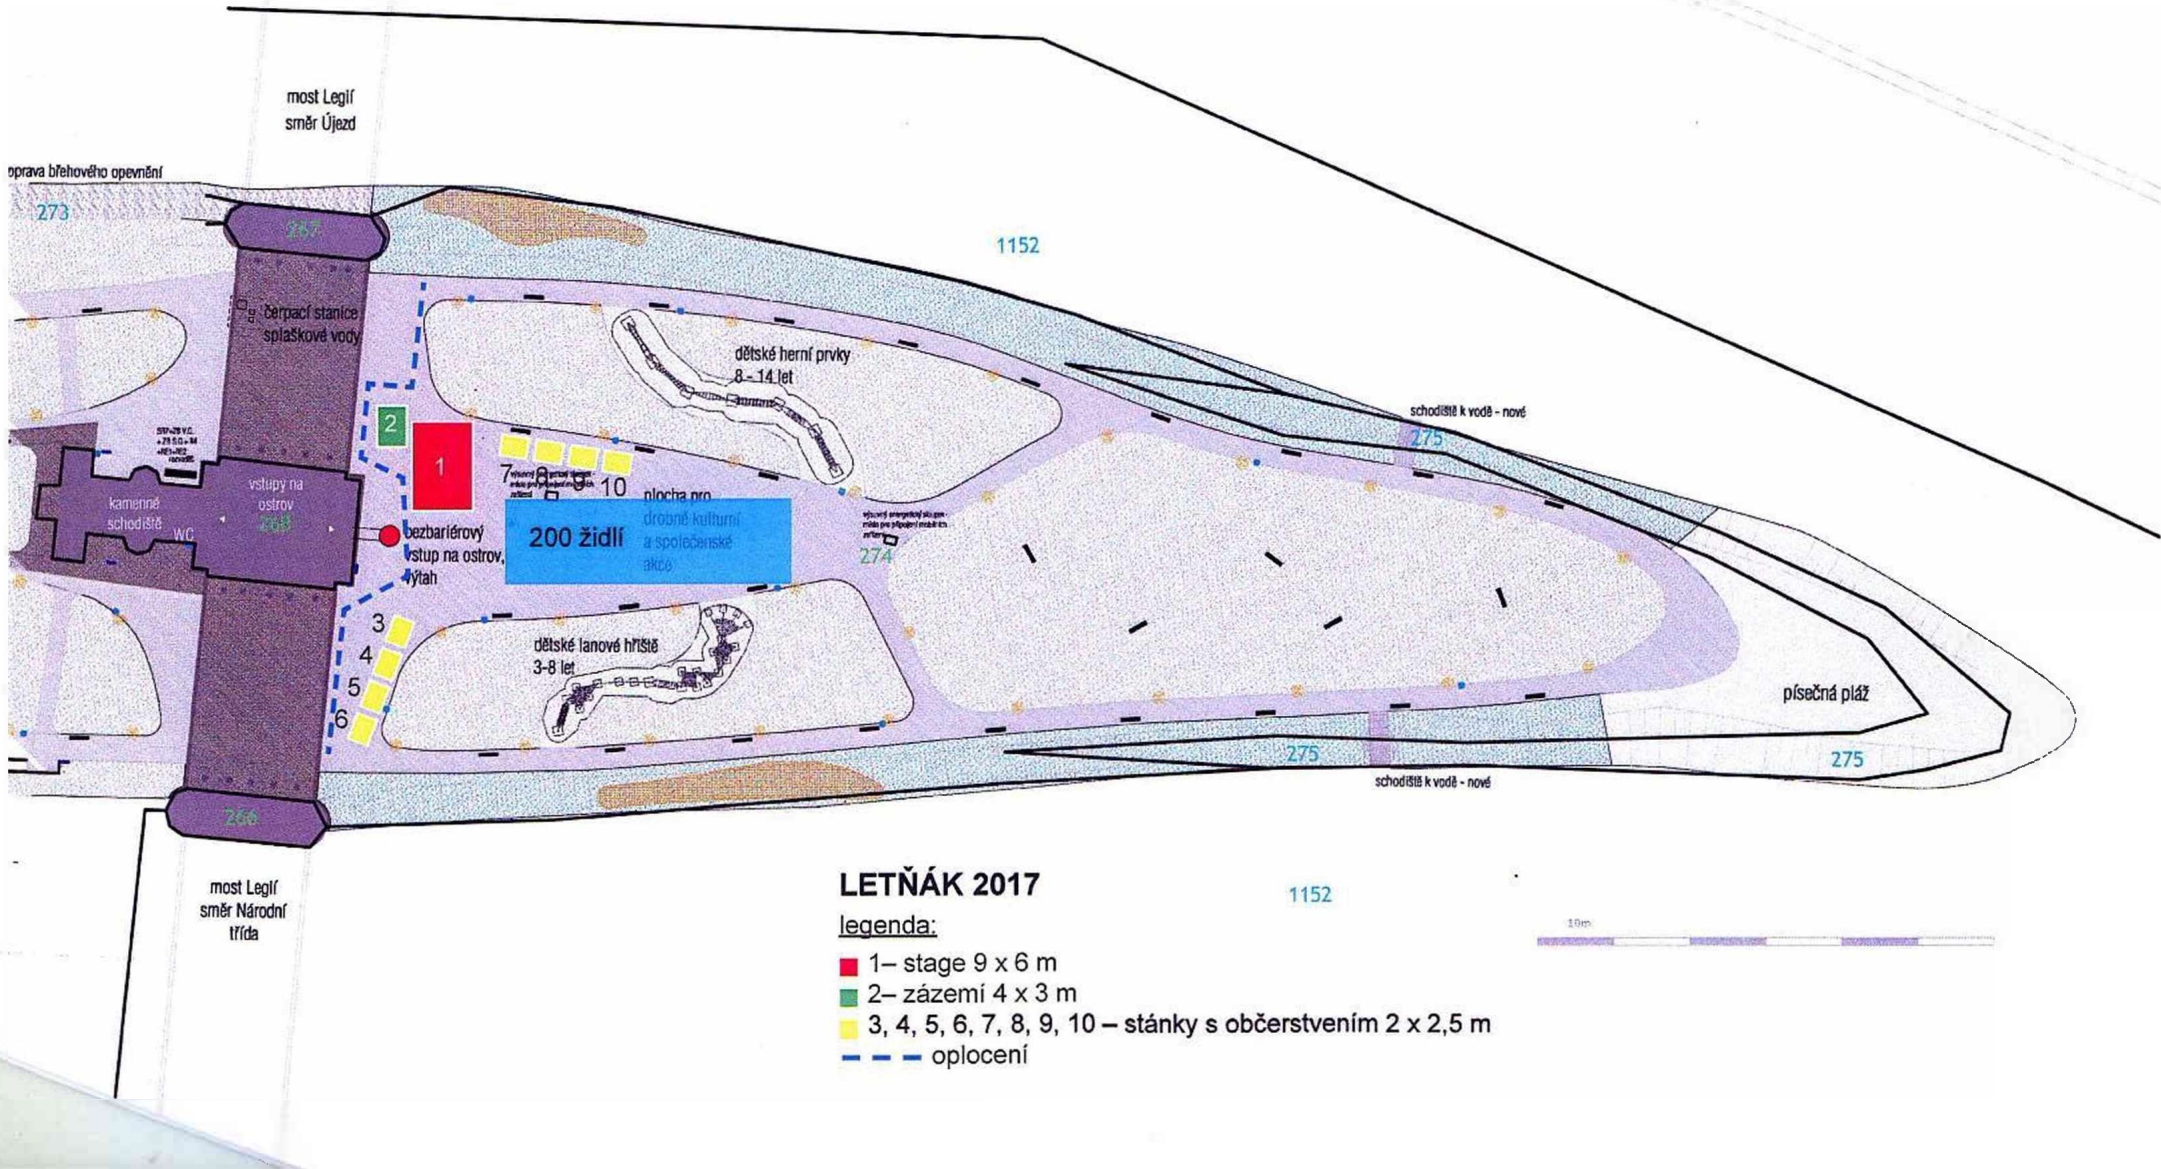 most Legií
směr Újezd
oprava břehového opevnění
273
267
1152
čerpací stanice
splaškové vody
dětské herní prvky
8 - 14 let
schodiště k vodě - nové
275
2
1
7
8
9
10
vstupy na
ostrov
268
kamenné
schodiště
WC
bezbariérový
vstup na ostrov,
výtah
200 židlí
plocha pro
drobné kulturní
a společenské
akce
274
3
4
5
6
dětské lanové hřiště
3-8 let
písečná pláž
275
275
schodiště k vodě - nové
266
most Legií
směr Národní
třída
LETŇÁK 2017
1152
legenda:
10m
1– stage 9 x 6 m
2– zázemí 4 x 3 m
3, 4, 5, 6, 7, 8, 9, 10 – stánky s občerstvením 2 x 2,5 m
oplocení